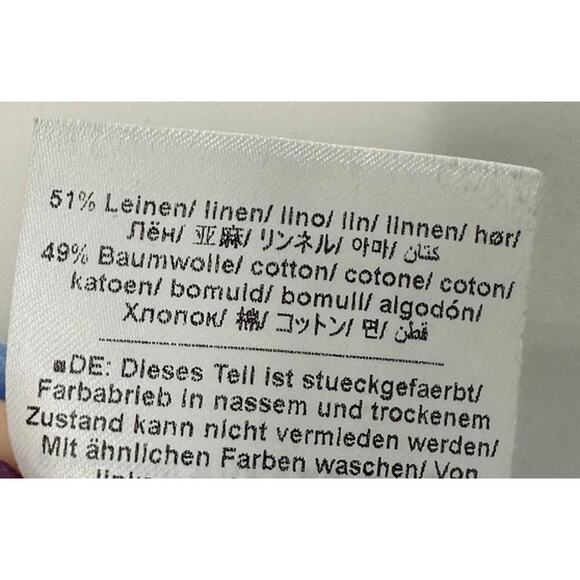 51% Leinen/ linen/ lino/ lin/ linnen/ hør/
Лён/ 亚麻/ リンネル/ 아마/ كتان/
49% Baumwolle/ cotton/ cotone/ coton/
katoen/ bomuld/ bomull/ algodón/
Хлопок/ 棉/ コットン/ 면/ قطن/
DE: Dieses Teil ist stueckgefaerbt/
Farbabrieb in nassem und trockenem
Zustand kann nicht vermieden werden/
Mit ähnlichen Farben waschen/ Von